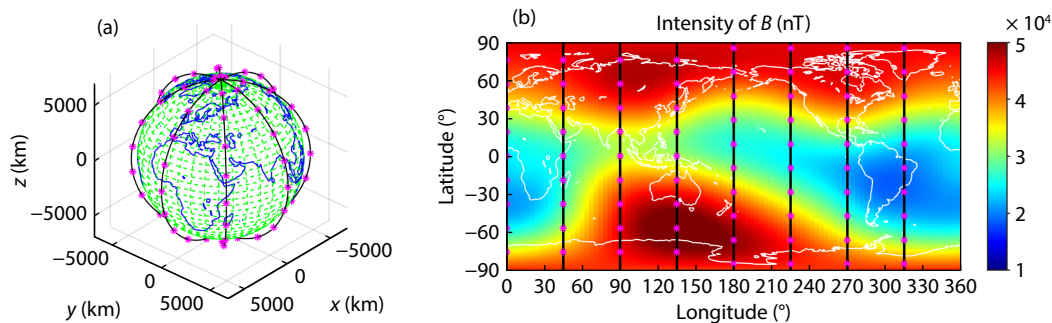 (a)
5000
0
−5000
z (km)
−5000
0
5000
y (km)
−5000
0
5000
x (km)
(b)
Intensity of B (nT)
90
60
30
0
−30
−60
−90
Latitude (°)
0 30 60 90 120 150 180 210 240 270 300 330 360
Longitude (°)
× 10⁴
5
4
3
2
1